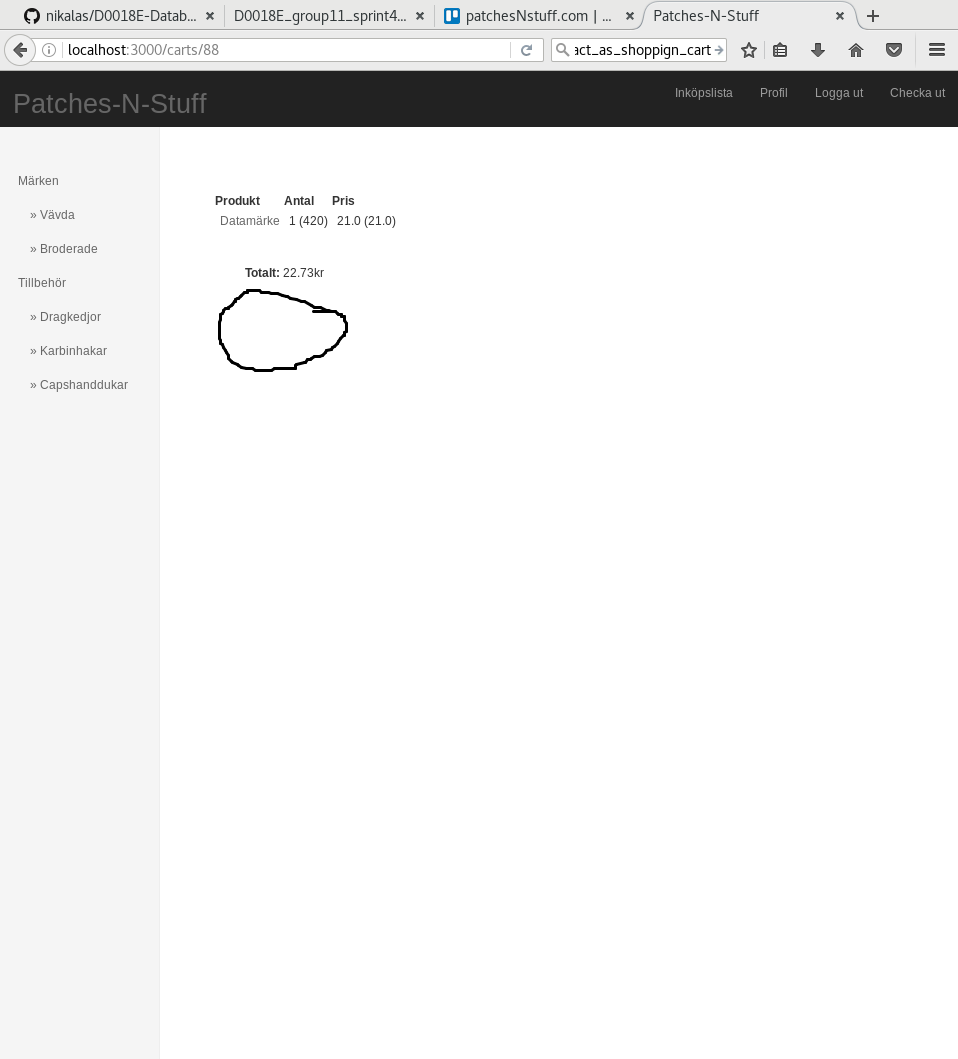 nikalas/D0018E-Datab... D0018E_group11_sprint4... patchesNstuff.com | ... Patches-N-Stuff
localhost:3000/carts/88 act_as_shoppign_cart
Patches-N-Stuff Inköpslista Profil Logga ut Checka ut
Märken
» Vävda
» Broderade
Tillbehör
» Dragkedjor
» Karbinhakar
» Capshanddukar
Produkt Antal Pris
Datamärke 1 (420) 21.0 (21.0)
Totalt: 22.73kr